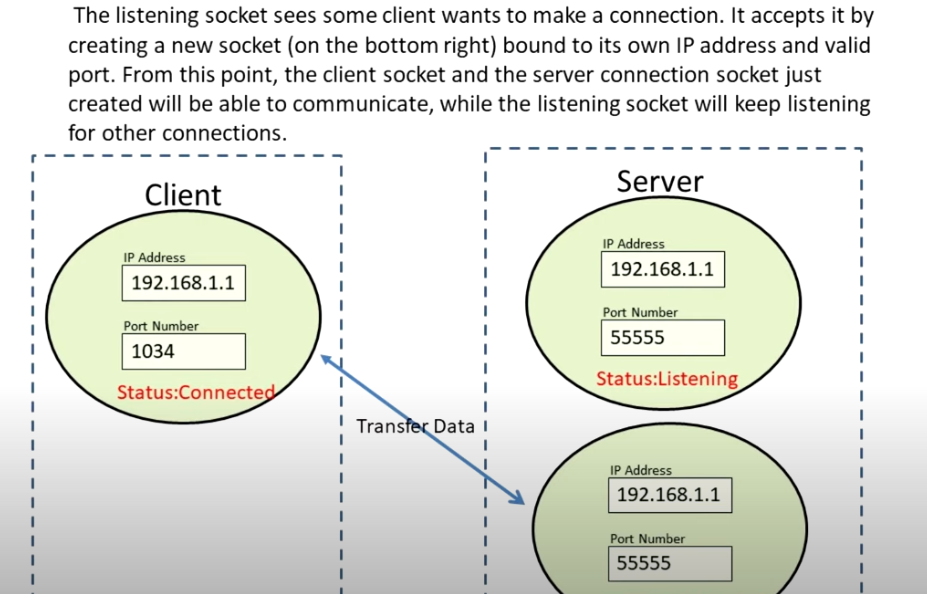 The listening socket sees some client wants to make a connection. It accepts it by
creating a new socket (on the bottom right) bound to its own IP address and valid
port. From this point, the client socket and the server connection socket just
created will be able to communicate, while the listening socket will keep listening
for other connections.
Client
IP Address
192.168.1.1
Port Number
1034
Status:Connected
Transfer Data
Server
IP Address
192.168.1.1
Port Number
55555
Status:Listening
IP Address
192.168.1.1
Port Number
55555